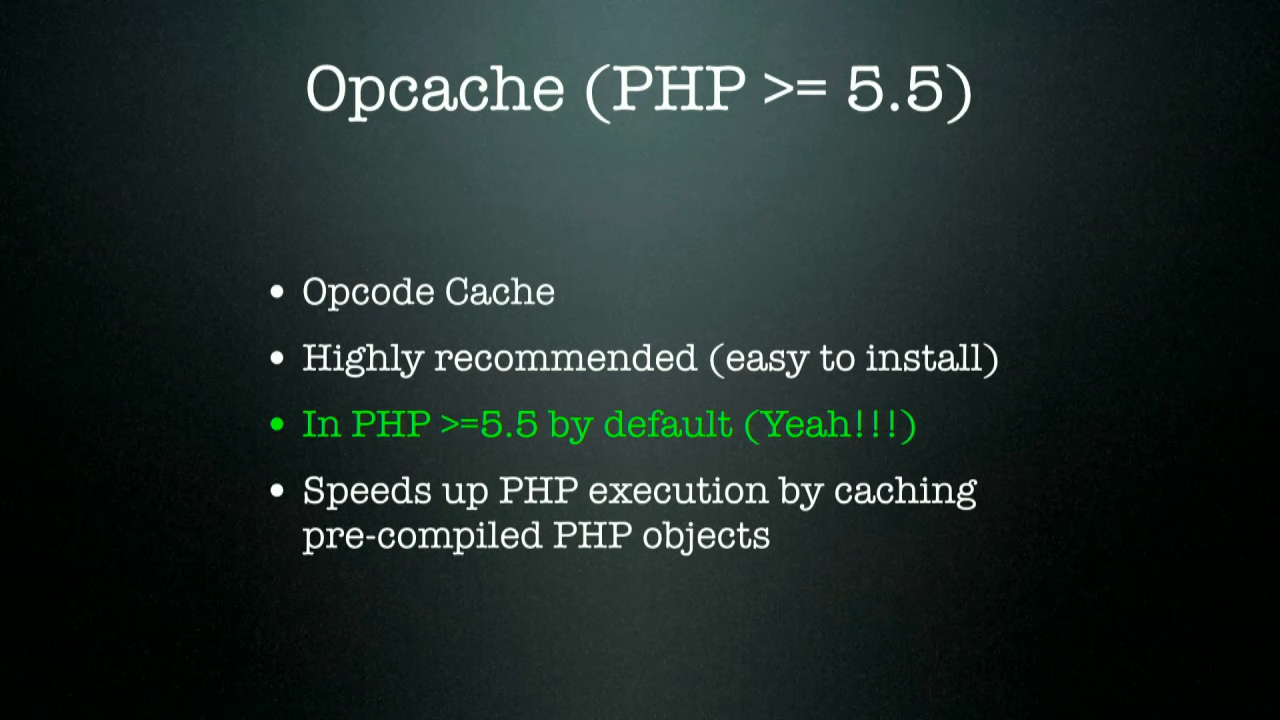 Opcache (PHP >= 5.5)
• Opcode Cache
• Highly recommended (easy to install)
• In PHP >=5.5 by default (Yeah!!!)
• Speeds up PHP execution by caching
pre-compiled PHP objects